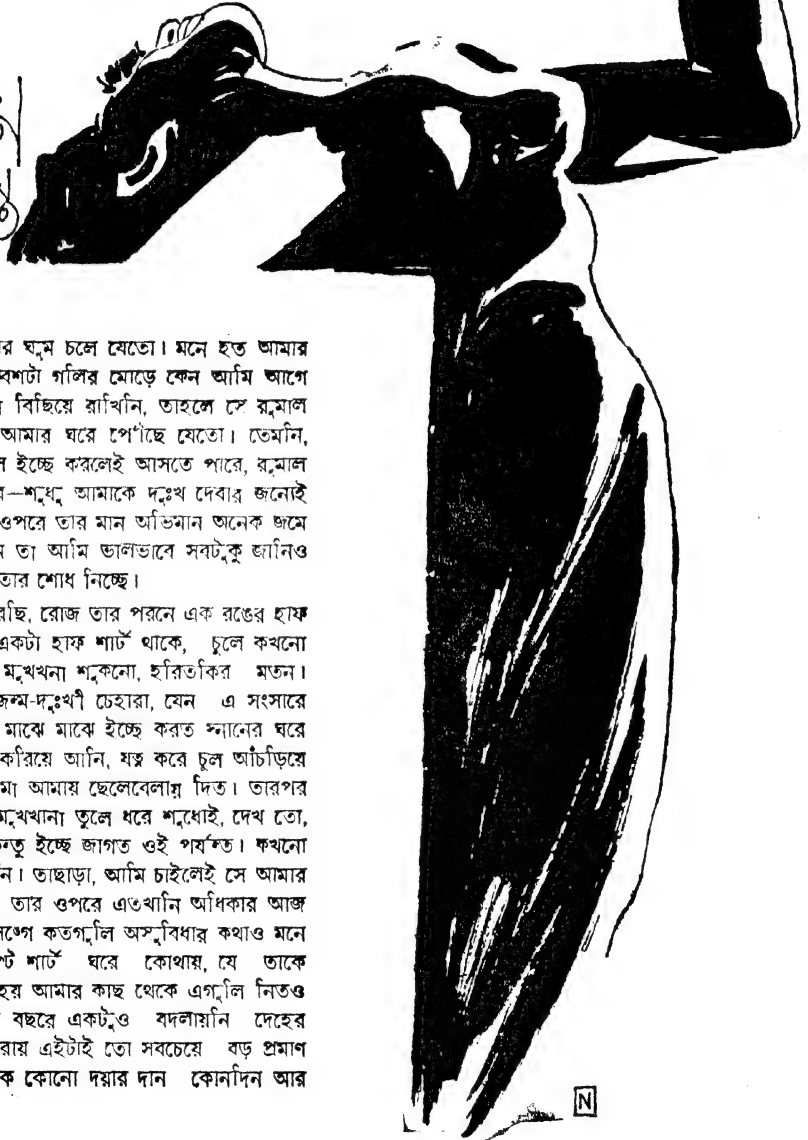 র ঘুম চলে যেতো। মনে হত আমার
বশটা গলির মোড়ে কেন আমি আগে
বিছিয়ে রাখিনি, তাহলে সে রুমাল
আমার ঘরে পৌঁছে যেতো। তেমনি,
ইচ্ছে করলেই আসতে পারে, রুমাল
র—শুধু আমাকে দুঃখ দেবার জন্যেই
ওপরে তার মান অভিমান অনেক জমে
তা আমি ভালভাবে সবটুকু জানিও
তার শোধ নিচ্ছে।
রছি, রোজ তার পরনে এক রঙের হাফ
একটা হাফ শার্ট থাকে, চুলে কখনো
মুখখনা শুকনো, হরিতকির মতন।
জন্ম-দুঃখী চেহারা, যেন এ সংসারে
মাঝে মাঝে ইচ্ছে করত স্নানের ঘরে
করিয়ে আনি, যত্ন করে চুল আঁচড়িয়ে
মা আমায় ছেলেবেলায় দিত। তারপর
মুখখানা তুলে ধরে শুধোই, দেখ তো,
ন্তু ইচ্ছে জাগত ওই পর্যন্ত। কখনো
নি। তাছাড়া, আমি চাইলেই সে আমার
তার ওপরে এতখানি অধিকার আজ
সঙ্গে কতগুলি অসুবিধার কথাও মনে
ন্ট শার্ট ঘরে কোথায়, যে তাকে
হয় আমার কাছ থেকে এগুলি নিতও
বছরে একটুও বদলায়নি দেহের
রায় এইটাই তো সবচেয়ে বড় প্রমাণ
ক কোনো দয়ার দান কোনদিন আর
N